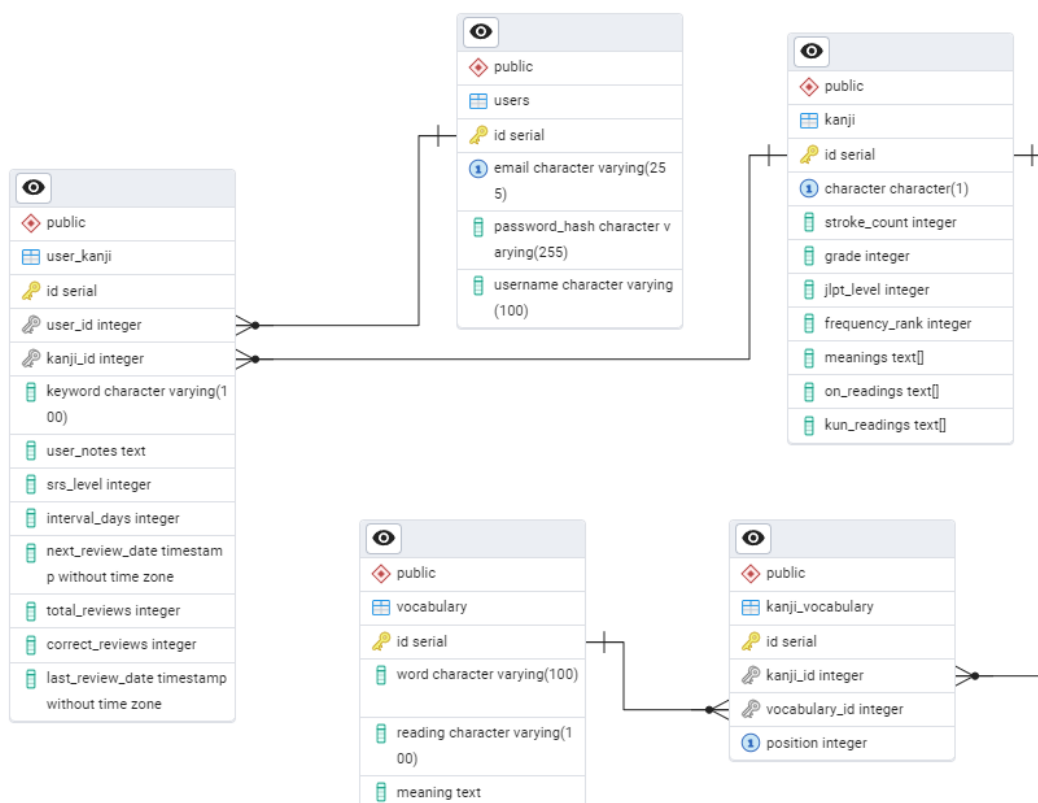 public
users
id serial
email character varying(25
5)
password_hash character v
arying(255)
username character varying
(100)
public
kanji
id serial
character character(1)
stroke_count integer
grade integer
jlpt_level integer
frequency_rank integer
meanings text[]
on_readings text[]
kun_readings text[]
public
user_kanji
id serial
user_id integer
kanji_id integer
keyword character varying(1
00)
user_notes text
srs_level integer
interval_days integer
next_review_date timestam
p without time zone
total_reviews integer
correct_reviews integer
last_review_date timestamp
without time zone
public
vocabulary
id serial
word character varying(100)
reading character varying(1
00)
meaning text
public
kanji_vocabulary
id serial
kanji_id integer
vocabulary_id integer
1 position integer